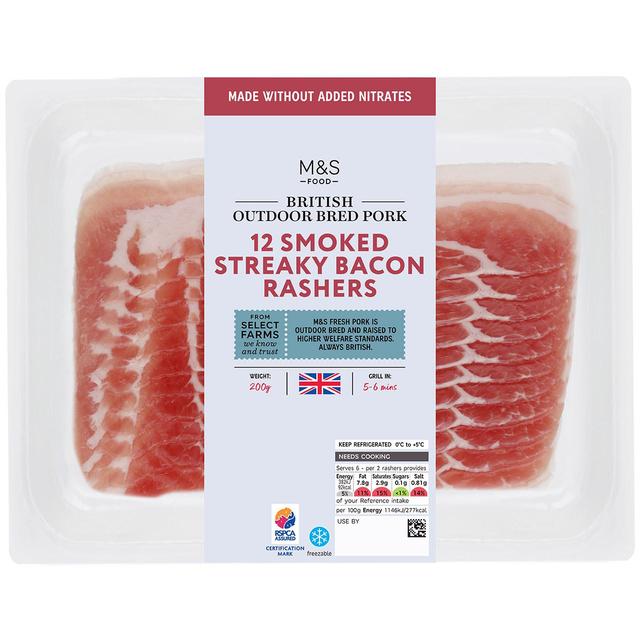 MADE WITHOUT ADDED NITRATES
M&S
FOOD
BRITISH
OUTDOOR BRED PORK
12 SMOKED
STREAKY BACON
RASHERS
FROM
SELECT
FARMS
we know
and trust
M&S FRESH PORK IS
OUTDOOR BRED AND RAISED TO
HIGHER WELFARE STANDARDS.
ALWAYS BRITISH.
WEIGHT:
200g
GRILL IN:
5-6 mins
KEEP REFRIGERATED 0°C to +5°C
NEEDS COOKING
Serves 6 - per 2 rashers provides
Energy Fat Saturates Sugars Salt
382kJ 7.8g 2.9g 0.1g 0.81g
92kcal
5% 11% 15% <1% 14%
of your Reference intake
per 100g Energy 1146kJ/277kcal
USE BY
RSPCA
ASSURED
CERTIFICATION
MARK
freezable